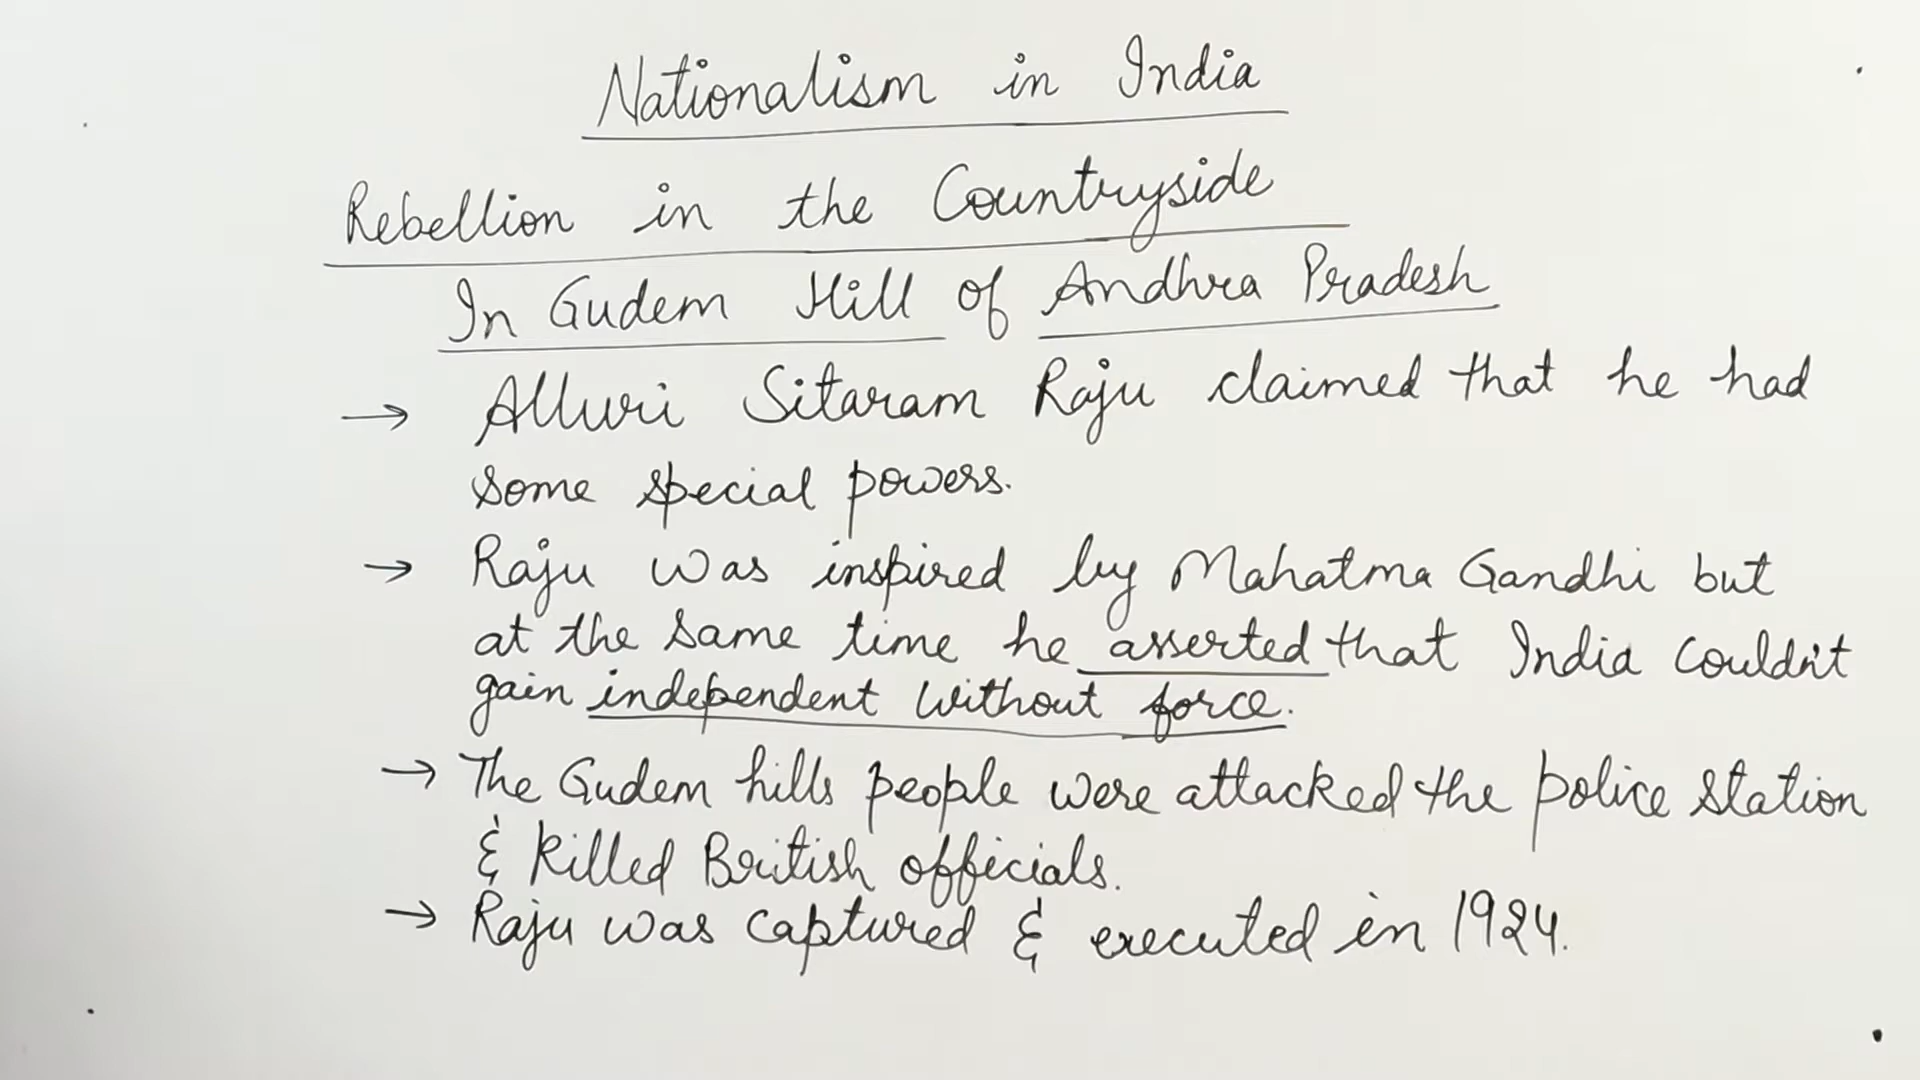 Nationalism in India
Rebellion in the Countryside
In Gudem Hill of Andhra Pradesh
→ Alluri Sitaram Raju claimed that he had
some special powers.
→ Raju was inspired by Mahatma Gandhi but
at the same time he asserted that India couldn't
gain independent without force.
→ The Gudem hills people were attacked the police station
& killed British officials.
→ Raju was captured & executed in 1924.